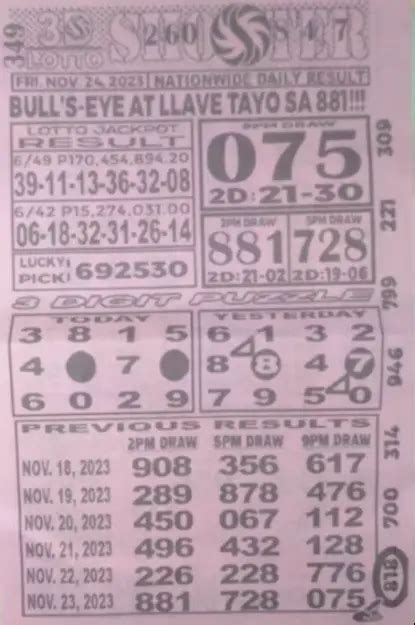 349
3S LOTTO
SHOOTER
260
8 4 7
FRI. NOV. 24, 2023 NATIONWIDE DAILY RESULT
BULL'S-EYE AT LLAVE TAYO SA 881!!!
LOTTO JACKPOT
RESULT
6/49 P170,454,894.20
39-11-13-36-32-08
6/42 P15,274,031.00
06-18-32-31-26-14
LUCKY: PICK: 692530
9PM DRAW
075
2D:21-30
2PM DRAW
881
2D:21-02
5PM DRAW
728
2D:19-06
3 DIGIT PUZZLE
TODAY
3 8 1 5
4 7
6 0 2 9
YESTERDAY
6 1 3 2
8 8 4 7
7 9 5 0
4
4
PREVIOUS RESULTS
2PM DRAW 5PM DRAW 9PM DRAW
NOV. 18, 2023 908 356 617
NOV. 19, 2023 289 878 476
NOV. 20, 2023 450 067 112
NOV. 21, 2023 496 432 128
NOV. 22, 2023 226 228 776
NOV. 23, 2023 881 728 075
309
221
799
946
314
700
818